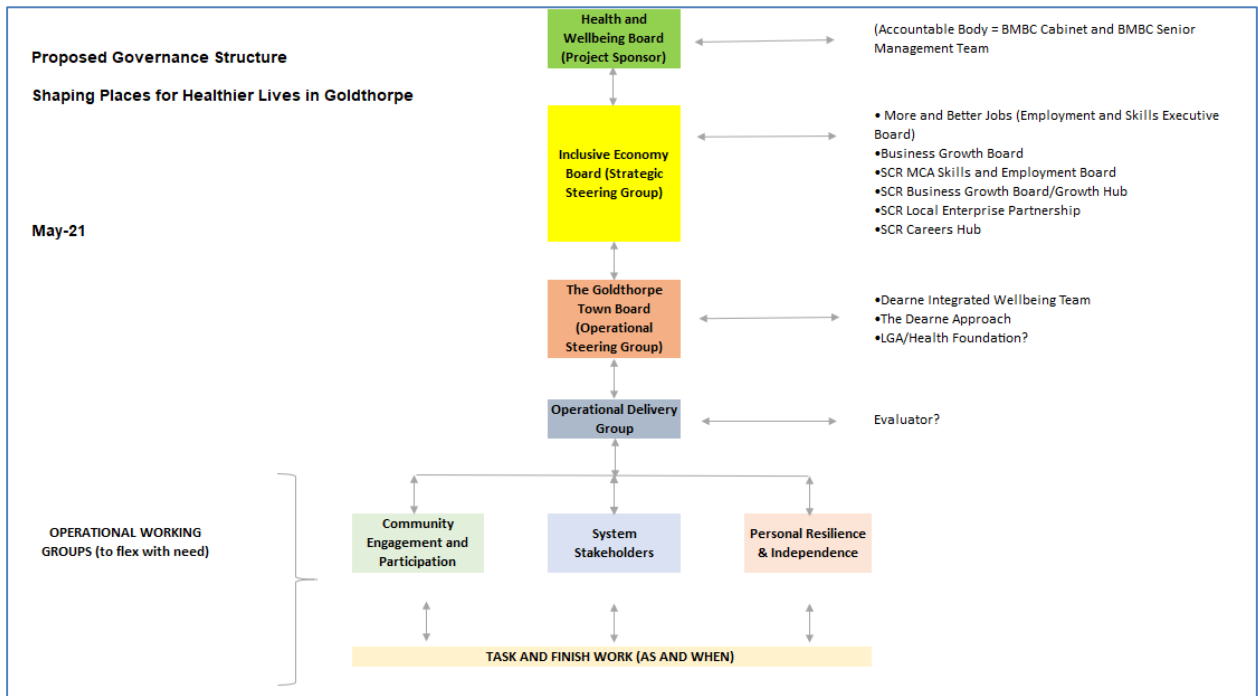 Proposed Governance Structure
Shaping Places for Healthier Lives in Goldthorpe
May-21
Health and
Wellbeing Board
(Project Sponsor)
(Accountable Body = BMBC Cabinet and BMBC Senior
Management Team
Inclusive Economy
Board (Strategic
Steering Group)
• More and Better Jobs (Employment and Skills Executive
Board)
•Business Growth Board
•SCR MCA Skills and Employment Board
•SCR Business Growth Board/Growth Hub
•SCR Local Enterprise Partnership
•SCR Careers Hub
The Goldthorpe
Town Board
(Operational
Steering Group)
•Dearne Integrated Wellbeing Team
•The Dearne Approach
•LGA/Health Foundation?
Operational Delivery
Group
Evaluator?
OPERATIONAL WORKING
GROUPS (to flex with need)
Community
Engagement and
Participation
System
Stakeholders
Personal Resilience
& Independence
TASK AND FINISH WORK (AS AND WHEN)